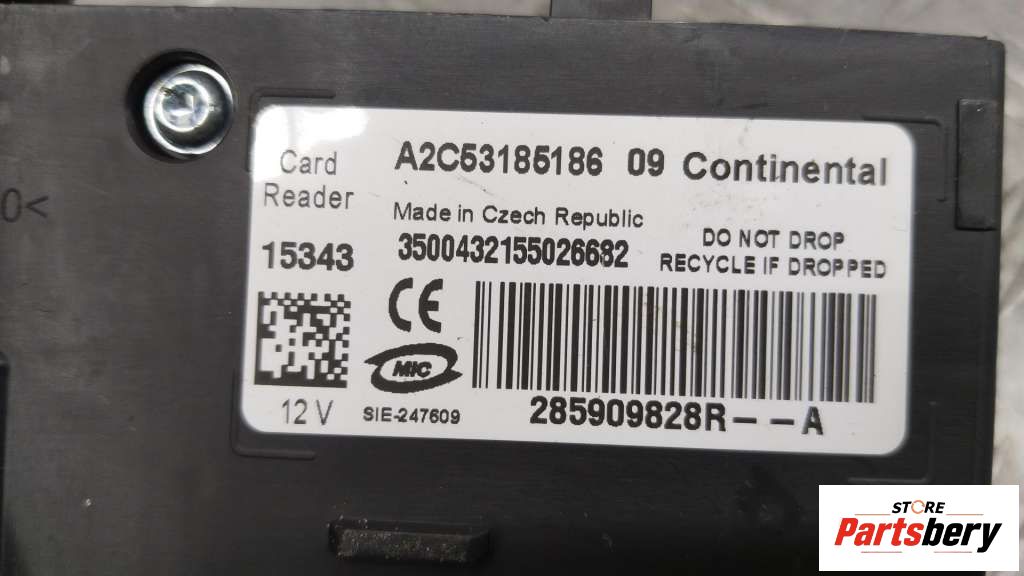 0<
Card
Reader
A2C53185186 09 Continental
Made in Czech Republic
15343
3500432155026682
DO NOT DROP
RECYCLE IF DROPPED
CE
MIC
12 V
SIE-247609
285909828R--A
STORE
Partsbery